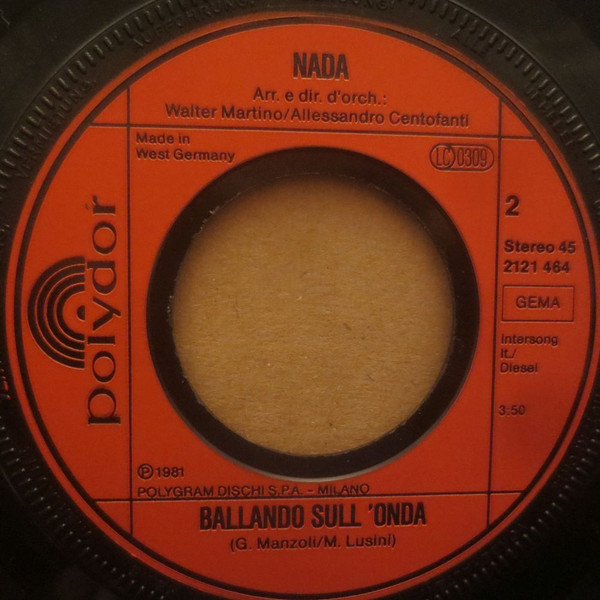 NADA
Arr. e dir. d'orch.:
Walter Martino/Allessandro Centofanti
Made in
West Germany
LC 0309
polydor
2
Stereo 45
2121 464
GEMA
Intersong
It./
Diesel
3:50
℗ 1981
POLYGRAM DISCHI S.P.A. - MILANO
BALLANDO SULL 'ONDA
(G. Manzoli/M. Lusini)